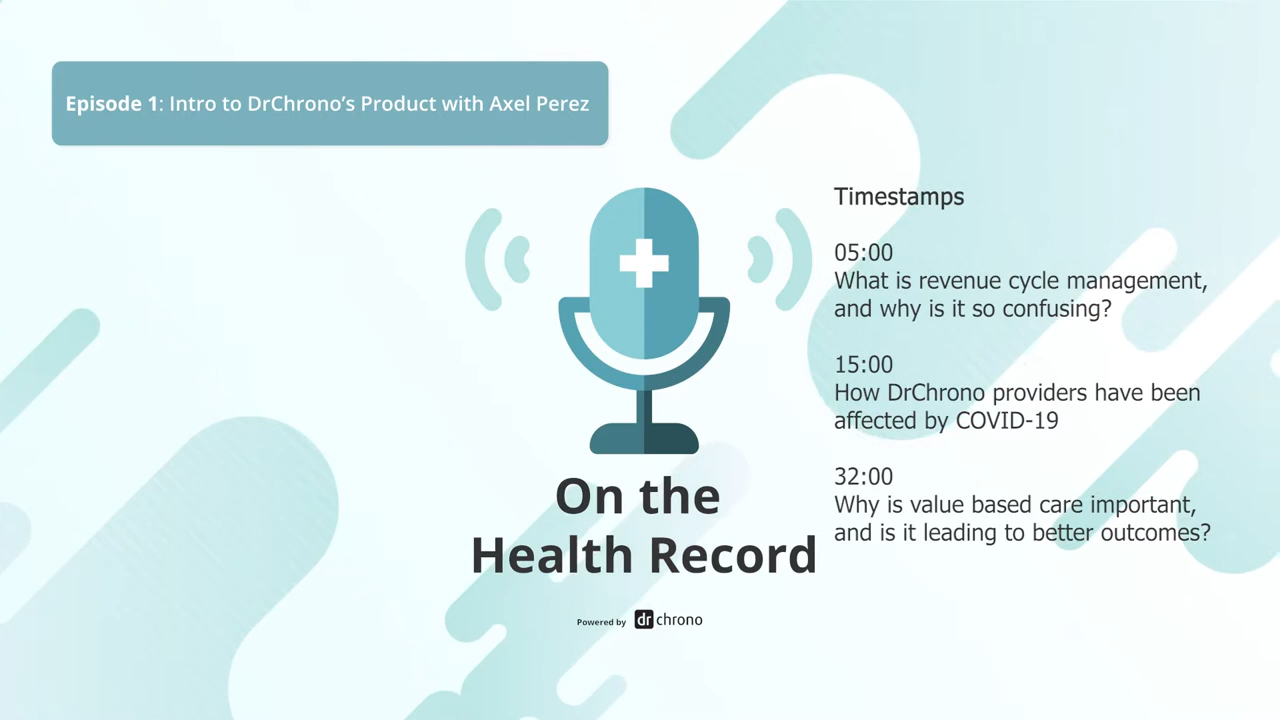 Episode 1: Intro to DrChrono’s Product with Axel Perez
Timestamps
05:00
What is revenue cycle management,
and why is it so confusing?
15:00
How DrChrono providers have been
affected by COVID-19
32:00
Why is value based care important,
and is it leading to better outcomes?
On the
Health Record
Powered by dr chrono